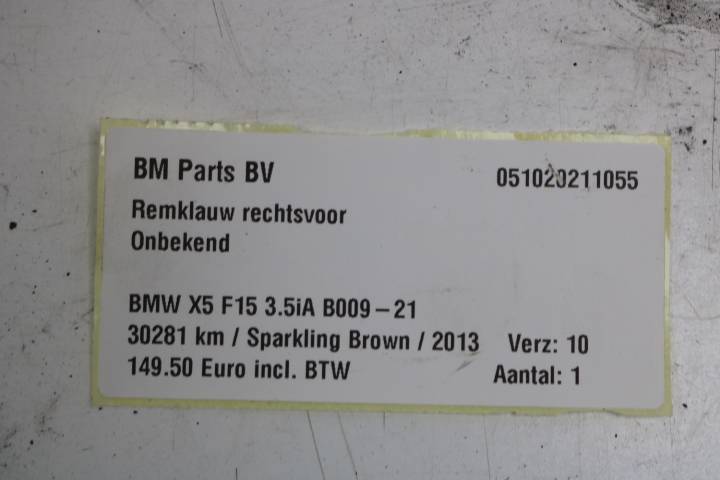 BM Parts BV 051020211055
Remklauw rechtsvoor
Onbekend
BMW X5 F15 3.5iA B009-21
30281 km / Sparkling Brown / 2013 Verz: 10
149.50 Euro incl. BTW Aantal: 1